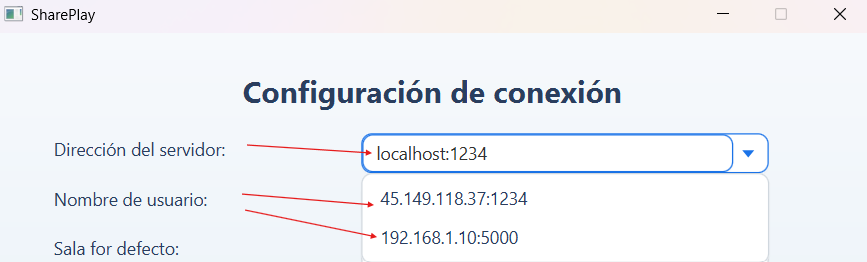 SharePlay
Configuración de conexión
Dirección del servidor:
localhost:1234
Nombre de usuario:
45.149.118.37:1234
192.168.1.10:5000
Sala for defecto: